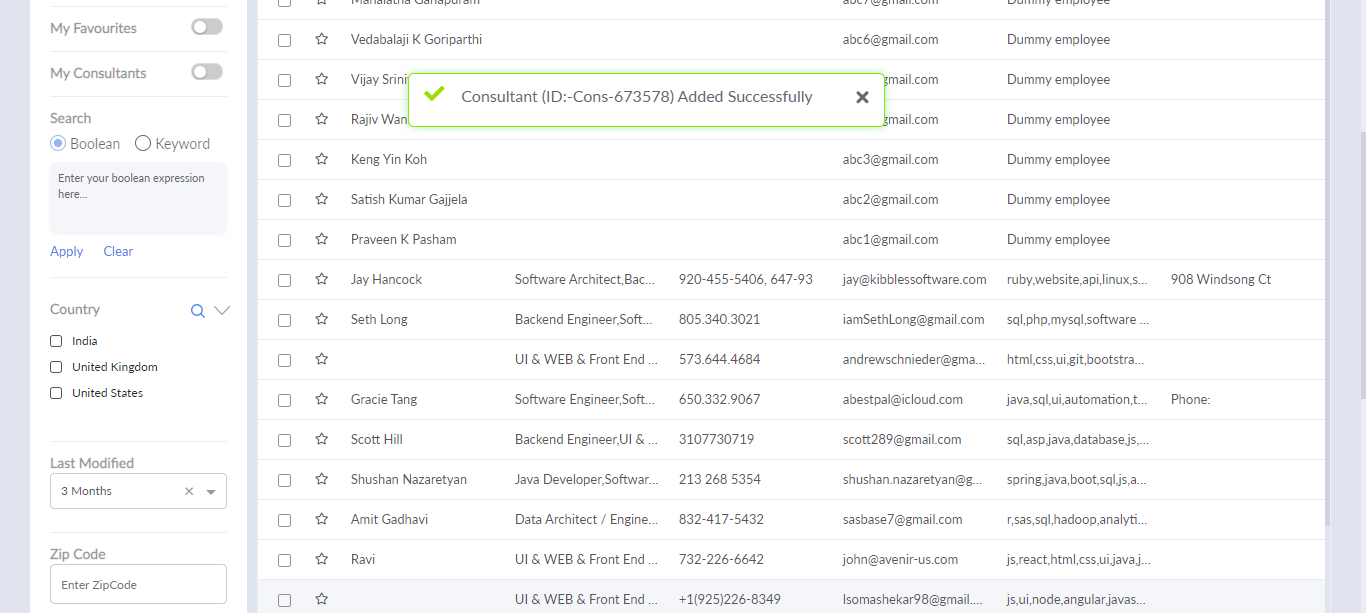 My Favourites
My Consultants
Search
Boolean Keyword
Enter your boolean expression
here...
Apply Clear
Country
India
United Kingdom
United States
Last Modified
3 Months
Zip Code
Enter ZipCode
Consultant (ID:-Cons-673578) Added Successfully
Mahalatha Ganapuram abc7@gmail.com Dummy employee
Vedabalaji K Goriparthi abc6@gmail.com Dummy employee
Vijay Srini gmail.com Dummy employee
Rajiv Wan gmail.com Dummy employee
Keng Yin Koh abc3@gmail.com Dummy employee
Satish Kumar Gajjela abc2@gmail.com Dummy employee
Praveen K Pasham abc1@gmail.com Dummy employee
Jay Hancock Software Architect,Bac... 920-455-5406, 647-93 jay@kibblessoftware.com ruby,website,api,linux,s... 908 Windsong Ct
Seth Long Backend Engineer,Soft... 805.340.3021 iamSethLong@gmail.com sql,php,mysql,software ...
UI & WEB & Front End ... 573.644.4684 andrewschnieder@gma... html,css,ui,git,bootstra...
Gracie Tang Software Engineer,Soft... 650.332.9067 abestpal@icloud.com java,sql,ui,automation,t... Phone:
Scott Hill Backend Engineer,UI & ... 3107730719 scott289@gmail.com sql,asp,java,database,js,...
Shushan Nazaretyan Java Developer,Softwar... 213 268 5354 shushan.nazaretyan@g... spring,java,boot,sql,js,a...
Amit Gadhavi Data Architect / Engine... 832-417-5432 sasbase7@gmail.com r,sas,sql,hadoop,analyti...
Ravi UI & WEB & Front End ... 732-226-6642 john@avenir-us.com js,react,html,css,ui,java,j...
UI & WEB & Front End ... +1(925)226-8349 lsomashekar98@gmail.... js,ui,node,angular,javas...